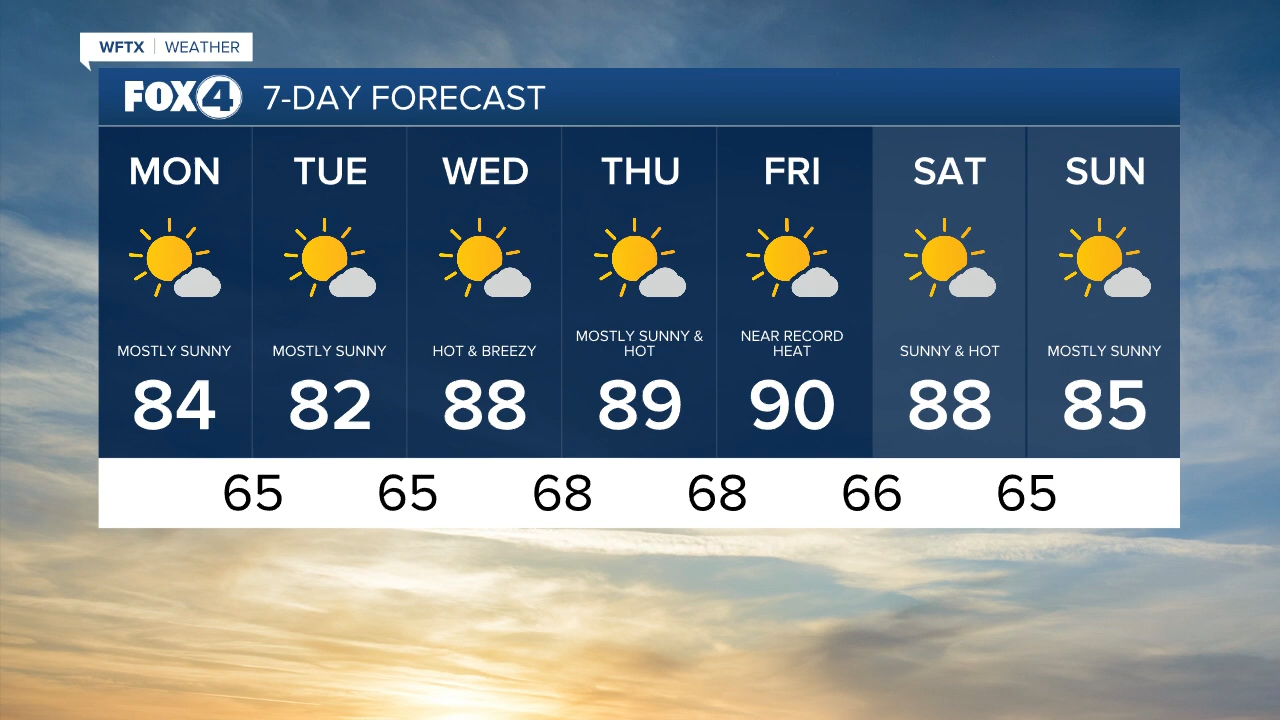 WFTX | WEATHER
FOX 4 7-DAY FORECAST
MON TUE WED THU FRI SAT SUN
MOSTLY SUNNY
MOSTLY SUNNY
HOT & BREEZY
MOSTLY SUNNY &
HOT
NEAR RECORD
HEAT
SUNNY & HOT
MOSTLY SUNNY
84 82 88 89 90 88 85
65 65 68 68 66 65